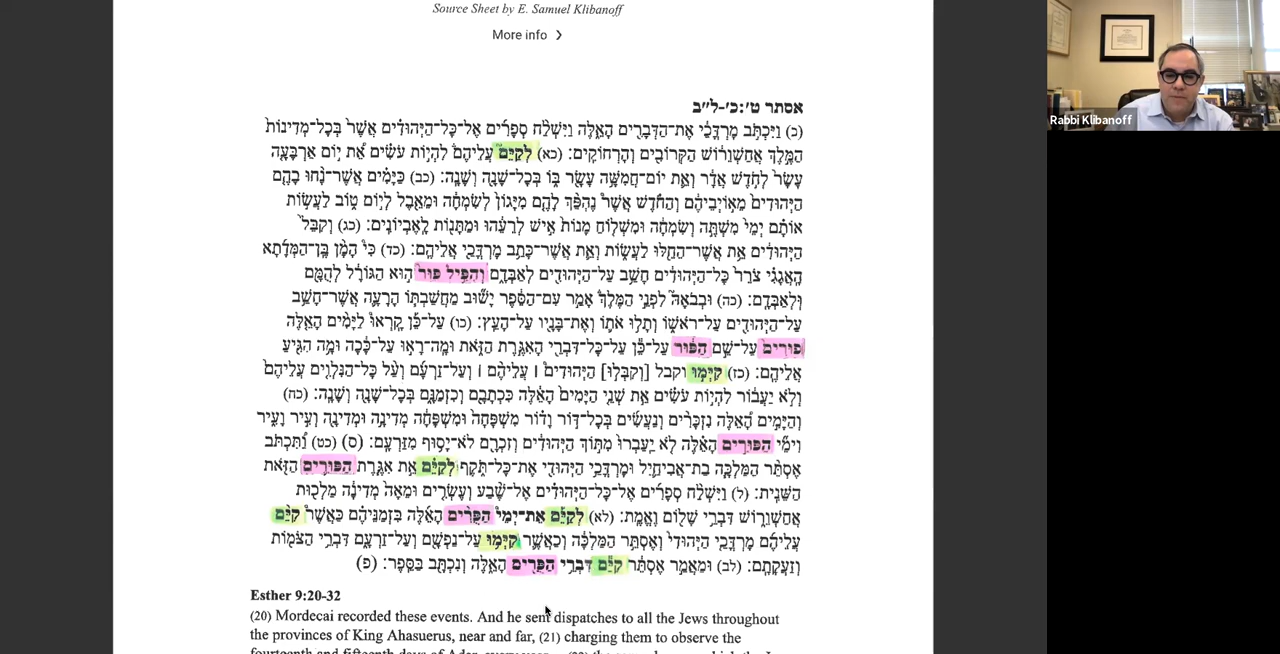 Source Sheet by E. Samuel Klibanoff
More info ❯
Rabbi Klibanoff
אסתר ט׳:כ׳-ל״ב
(כ) וַיִּכְתֹּ֣ב מׇרְדֳּכַ֔י אֶת־הַדְּבָרִ֖ים הָאֵ֑לֶּה וַיִּשְׁלַ֨ח סְפָרִ֜ים אֶל־כׇּל־הַיְּהוּדִ֗ים אֲשֶׁר֙ בְּכׇל־מְדִינוֹת֙
הַמֶּ֣לֶךְ אֲחַשְׁוֵר֔וֹשׁ הַקְּרוֹבִ֖ים וְהָרְחוֹקִֽים׃ (כא) לְקַיֵּם֮ עֲלֵיהֶם֒ לִהְי֣וֹת עֹשִׂ֗ים אֵ֠ת י֣וֹם אַרְבָּעָ֤ה
עָשָׂר֙ לְחֹ֣דֶשׁ אֲדָ֔ר וְאֵ֛ת יוֹם־חֲמִשָּׁ֥ה עָשָׂ֖ר בּ֑וֹ בְּכׇל־שָׁנָ֖ה וְשָׁנָֽה׃ (כב) כַּיָּמִ֗ים אֲשֶׁר־נָ֨חוּ בָהֶ֤ם
הַיְּהוּדִים֙ מֵאֹ֣יְבֵיהֶ֔ם וְהַחֹ֗דֶשׁ אֲשֶׁר֩ נֶהְפַּ֨ךְ לָהֶ֤ם מִיָּגוֹן֙ לְשִׂמְחָ֔ה וּמֵאֵ֖בֶל לְי֣וֹם ט֑וֹב לַעֲשׂ֣וֹת
אוֹתָ֗ם יְמֵי֙ מִשְׁתֶּ֣ה וְשִׂמְחָ֔ה וּמִשְׁלֹ֤וחַ מָנוֹת֙ אִ֣ישׁ לְרֵעֵ֔הוּ וּמַתָּנ֖וֹת לָֽאֶבְיוֹנִֽים׃ (כג) וְקִבֵּל֙
הַיְּהוּדִ֔ים אֵ֥ת אֲשֶׁר־הֵחֵ֖לּוּ לַעֲשׂ֑וֹת וְאֵ֛ת אֲשֶׁר־כָּתַ֥ב מׇרְדֳּכַ֖י אֲלֵיהֶֽם׃ (כד) כִּי֩ הָמָ֨ן בֶּֽן־הַמְּדָ֜תָא
הָֽאֲגָגִ֗י צֹרֵר֙ כׇּל־הַיְּהוּדִ֔ים חָשַׁ֥ב עַל־הַיְּהוּדִ֖ים לְאַבְּדָ֑ם וְהִפִּ֥יל פּוּר֙ ה֣וּא הַגּוֹרָ֔ל לְהֻמָּ֖ם
וּֽלְאַבְּדָֽם׃ (כה) וּבְבֹאָהּ֮ לִפְנֵ֣י הַמֶּלֶךְ֒ אָמַ֣ר עִם־הַסֵּ֔פֶר יָשׁ֞וּב מַחֲשַׁבְתּ֧וֹ הָרָעָ֛ה אֲשֶׁר־חָשַׁ֥ב
עַל־הַיְּהוּדִ֖ים עַל־רֹאשׁ֑וֹ וְתָל֥וּ אֹת֛וֹ וְאֶת־בָּנָ֖יו עַל־הָעֵֽץ׃ (כו) עַל־כֵּ֡ן קָֽרְאוּ֩ לַיָּמִ֨ים הָאֵ֤לֶּה
פוּרִים֙ עַל־שֵׁ֣ם הַפּ֔וּר עַל־כֵּ֕ן עַל־כׇּל־דִּבְרֵ֖י הָאִגֶּ֣רֶת הַזֹּ֑את וּמָֽה־רָא֣וּ עַל־כָּ֔כָה וּמָ֥ה הִגִּ֖יעַ
אֲלֵיהֶֽם׃ (כז) קִיְּמ֣וּ וקבל [וְקִבְּל֣וּ] הַיְּהוּדִים֩ ׀ עֲלֵיהֶ֨ם ׀ וְעַל־זַרְעָ֜ם וְעַ֨ל כׇּל־הַנִּלְוִ֤ים עֲלֵיהֶם֙
וְלֹ֣א יַעֲב֔וֹר לִהְי֣וֹת עֹשִׂ֗ים אֵ֣ת שְׁנֵ֤י הַיָּמִים֙ הָאֵ֔לֶּה כִּכְתָבָ֖ם וְכִזְמַנָּ֑ם בְּכׇל־שָׁנָ֖ה וְשָׁנָֽה׃ (כח)
וְהַיָּמִ֣ים הָ֠אֵ֠לֶּה נִזְכָּרִ֨ים וְנַעֲשִׂ֜ים בְּכׇל־דּ֣וֹר וָד֗וֹר מִשְׁפָּחָה֙ וּמִשְׁפָּחָ֔ה מְדִינָ֥ה וּמְדִינָ֖ה וְעִ֣יר וָעִ֑יר
וִימֵ֞י הַפּוּרִ֣ים הָאֵ֗לֶּה לֹ֤א יַֽעַבְרוּ֙ מִתּ֣וֹךְ הַיְּהוּדִ֔ים וְזִכְרָ֖ם לֹא־יָס֥וּף מִזַּרְעָֽם׃ (ס) (כט) וַ֠תִּכְתֹּ֠ב
אֶסְתֵּ֨ר הַמַּלְכָּ֧ה בַת־אֲבִיחַ֛יִל וּמׇרְדֳּכַ֥י הַיְּהוּדִ֖י אֶת־כׇּל־תֹּ֑קֶף לְקַיֵּ֗ם אֵ֣ת אִגֶּ֧רֶת הַפֻּרִ֛ים הַזֹּ֖את
הַשֵּׁנִֽית׃ (ל) וַיִּשְׁלַ֨ח סְפָרִ֜ים אֶל־כׇּל־הַיְּהוּדִ֗ים אֶל־שֶׁ֨בַע וְעֶשְׂרִ֤ים וּמֵאָה֙ מְדִינָ֔ה מַלְכ֖וּת
אֲחַשְׁוֵר֑וֹשׁ דִּבְרֵ֥י שָׁל֖וֹם וֶאֱמֶֽת׃ (לא) לְקַיֵּ֡ם אֶת־יְמֵי֩ הַפֻּרִ֨ים הָאֵ֜לֶּה בִּזְמַנֵּיהֶ֗ם כַּאֲשֶׁר֩ קִיַּ֨ם
עֲלֵיהֶ֜ם מׇרְדֳּכַ֤י הַיְּהוּדִי֙ וְאֶסְתֵּ֣ר הַמַּלְכָּ֔ה וְכַאֲשֶׁ֛ר קִיְּמ֥וּ עַל־נַפְשָׁ֖ם וְעַל־זַרְעָ֑ם דִּבְרֵ֥י הַצֹּמ֖וֹת
וְזַעֲקָתָֽם׃ (לב) וּמַאֲמַ֣ר אֶסְתֵּ֔ר קִיַּ֕ם דִּבְרֵ֥י הַפֻּרִ֖ים הָאֵ֑לֶּה וְנִכְתָּ֖ב בַּסֵּֽפֶר׃ (פ)
Esther 9:20-32
(20) Mordecai recorded these events. And he sent dispatches to all the Jews throughout
the provinces of King Ahasuerus, near and far, (21) charging them to observe the